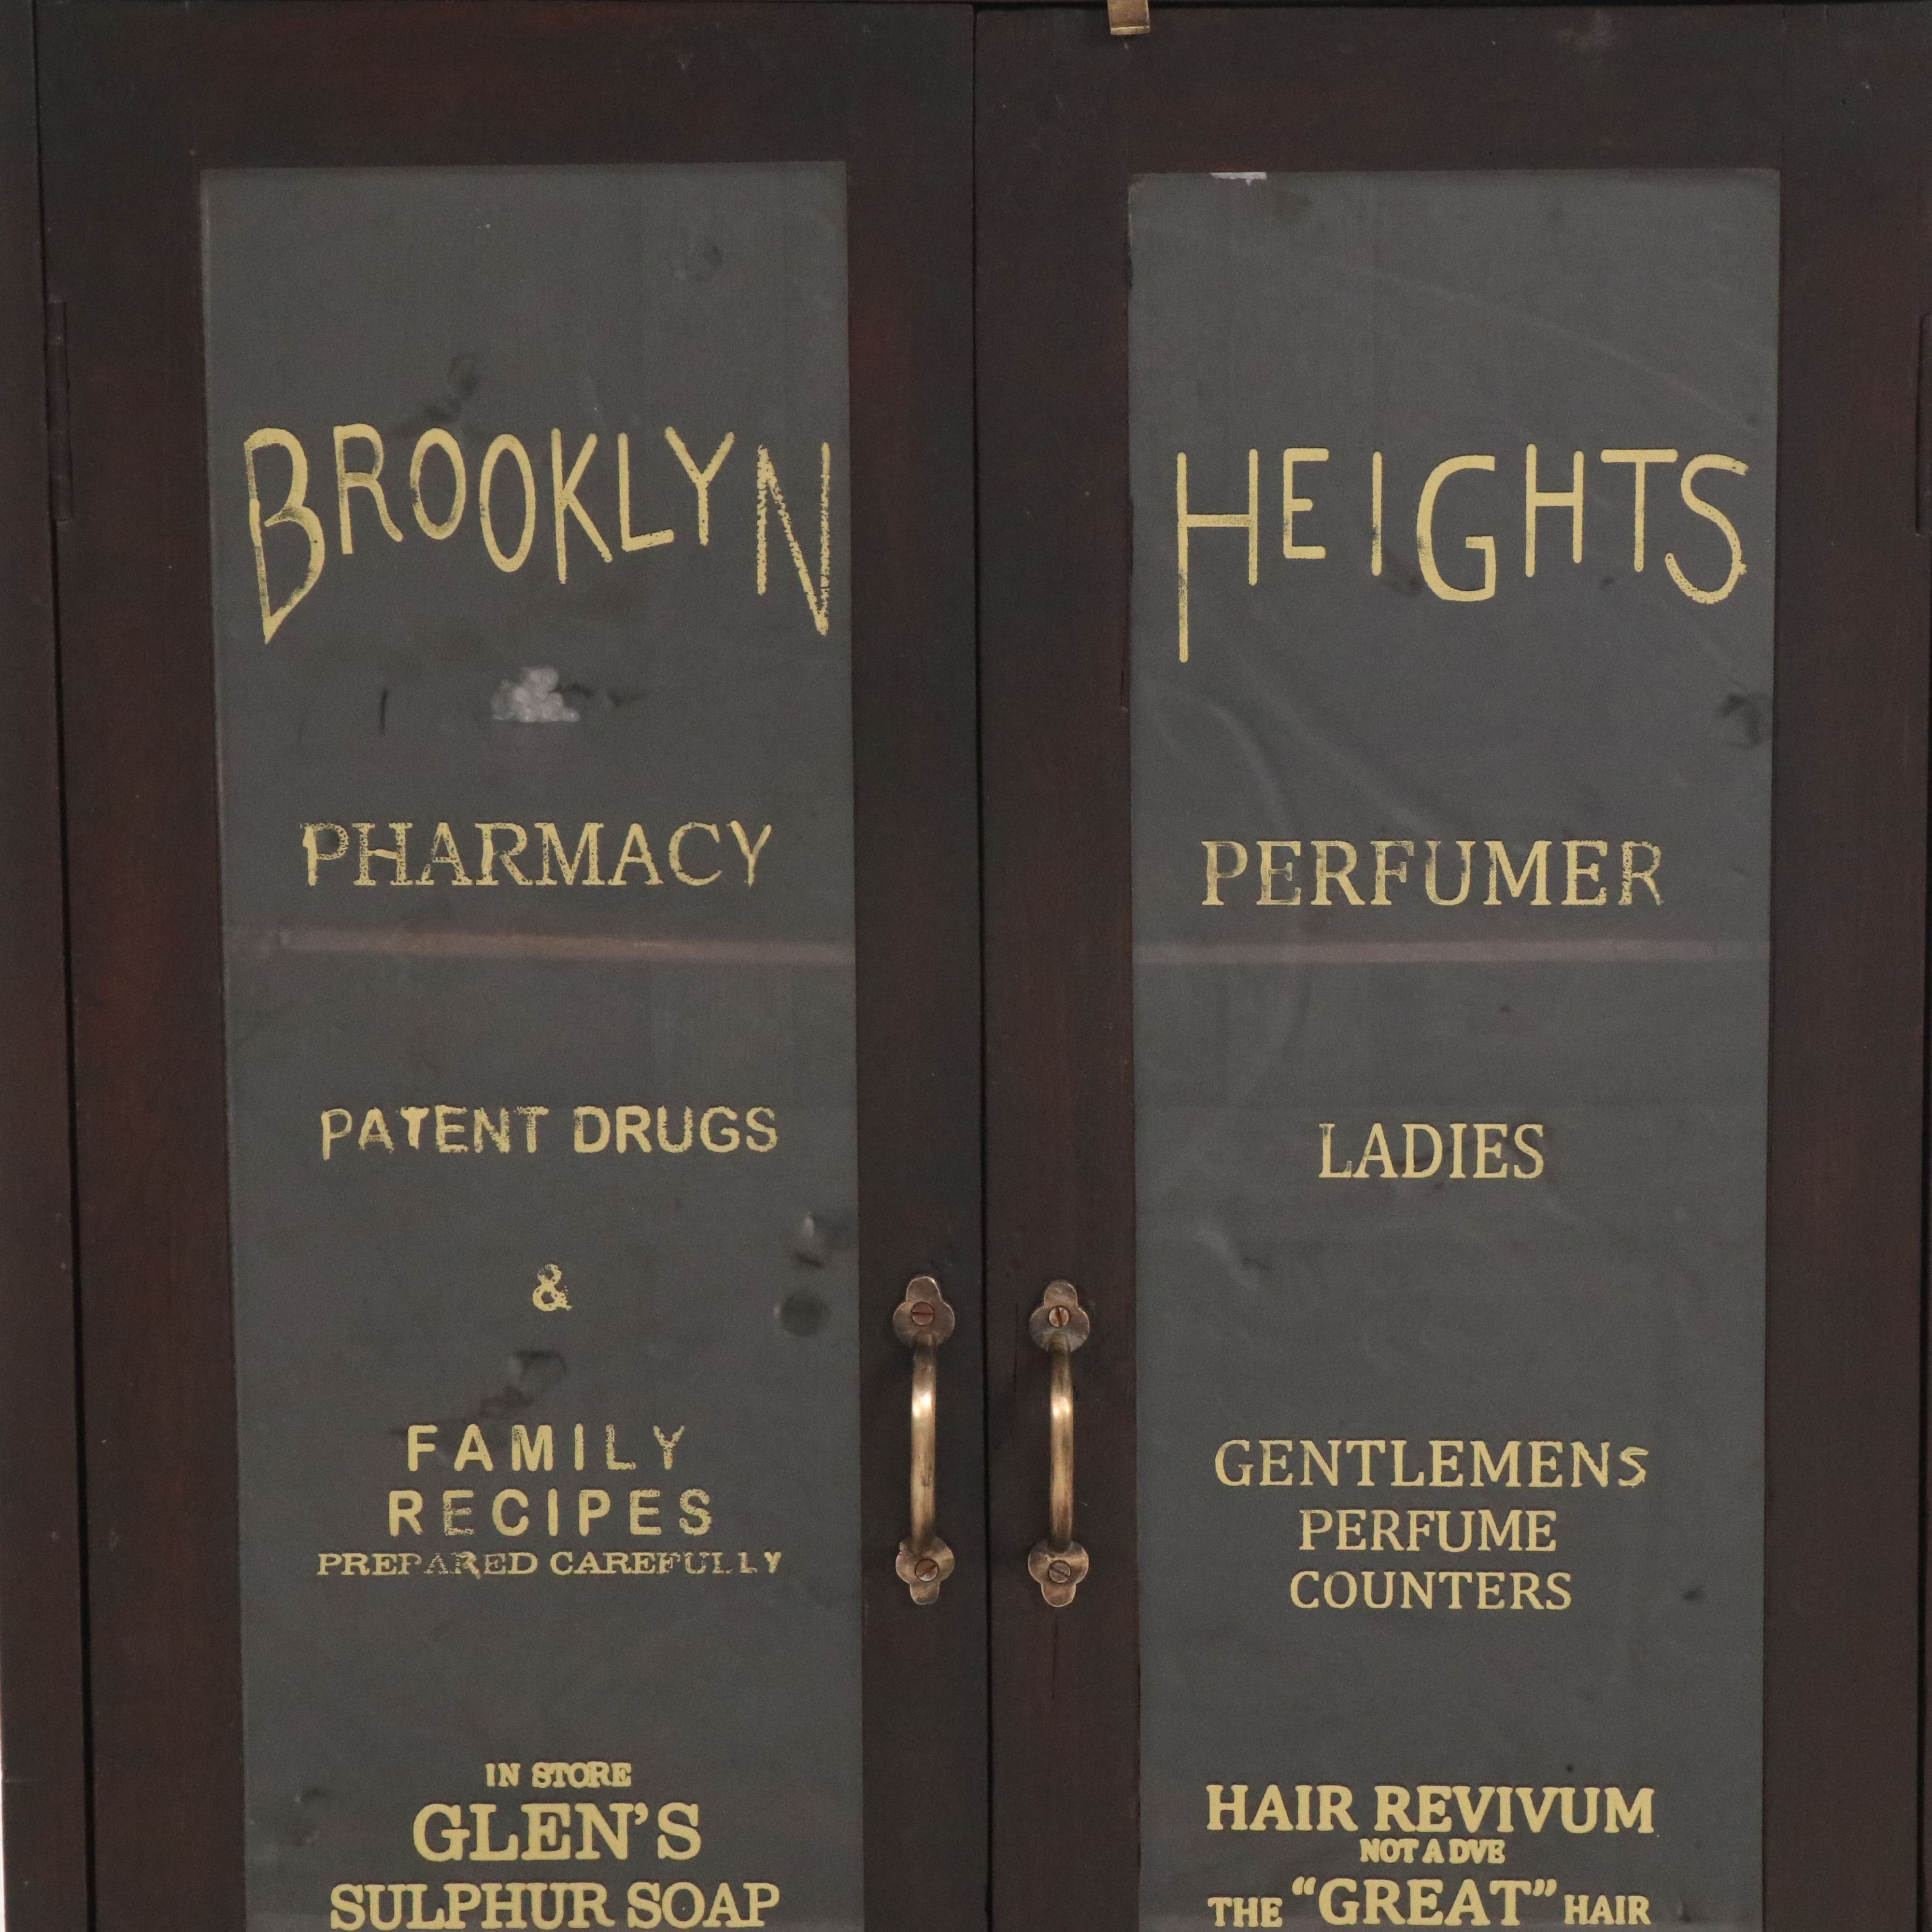 BROOKLYN
PHARMACY
PATENT DRUGS
&
FAMILY
RECIPES
PREPARED CAREFULLY
IN STORE
GLEN'S
SULPHUR SOAP
HEIGHTS
PERFUMER
LADIES
GENTLEMENS
PERFUME
COUNTERS
HAIR REVIVUM
NOT A DVE
THE "GREAT" HAIR